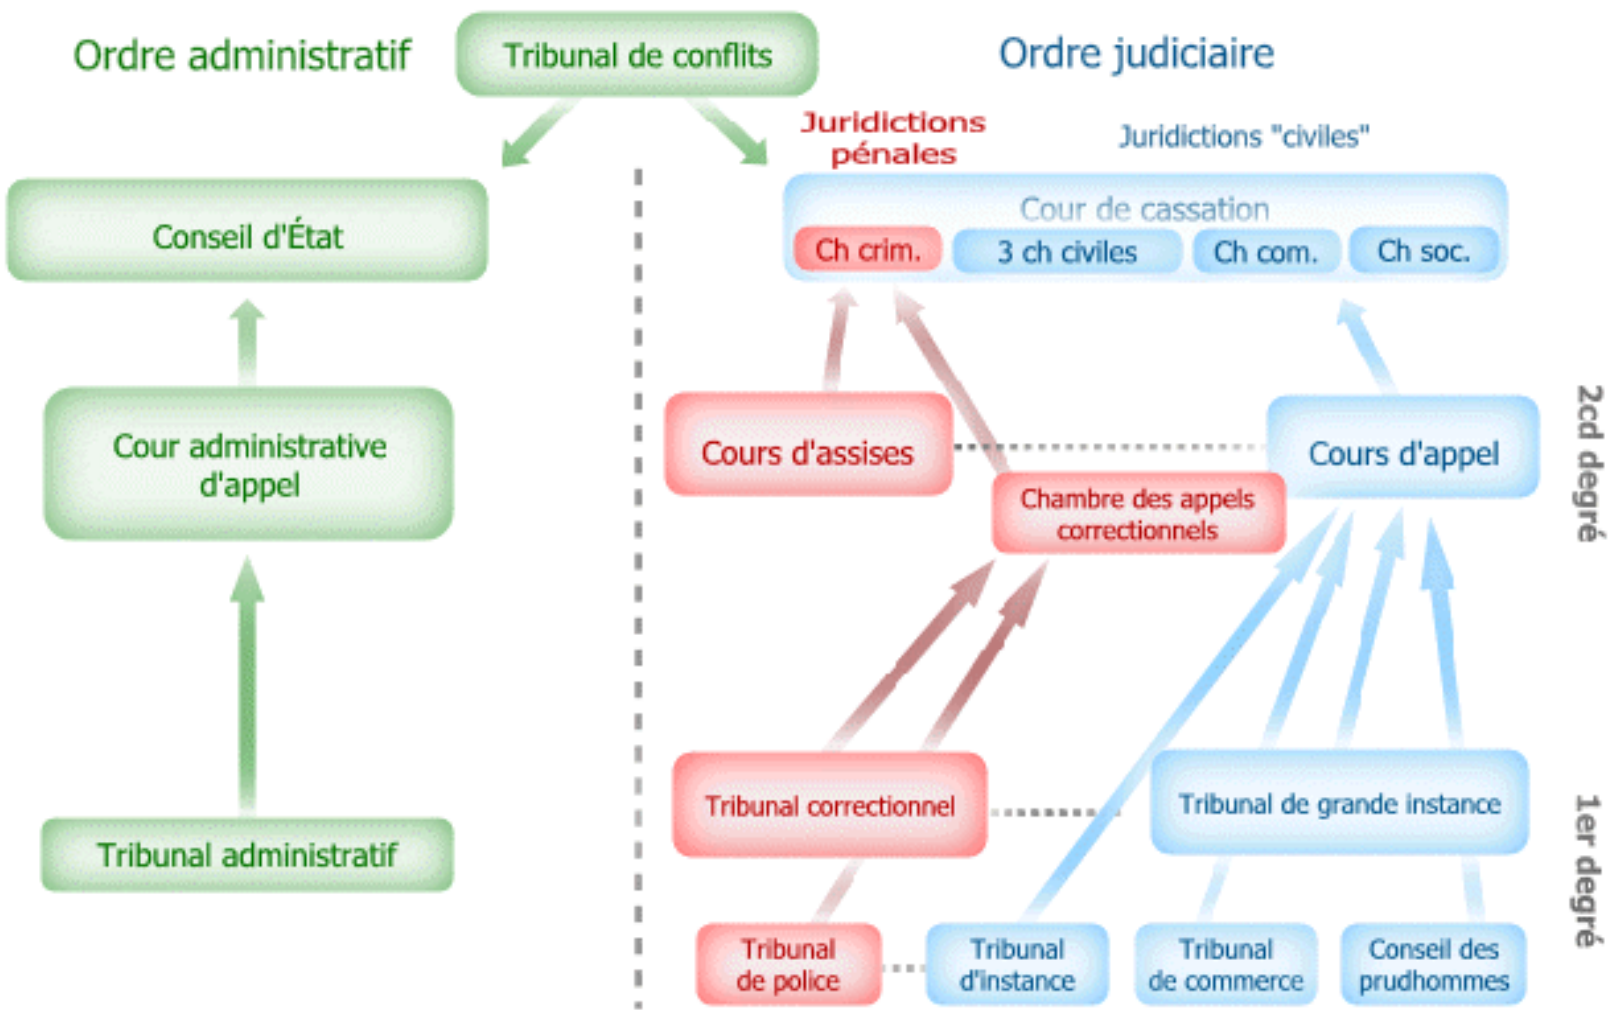 Ordre administratif
Tribunal de conflits
Ordre judiciaire
Juridictions
pénales
Juridictions "civiles"
Conseil d'État
Cour de cassation
Ch crim.
3 ch civiles
Ch com.
Ch soc.
Cour administrative
d'appel
Cours d'assises
Cours d'appel
Chambre des appels
correctionnels
2cd degré
Tribunal administratif
Tribunal correctionnel
Tribunal de grande instance
1er degré
Tribunal
de police
Tribunal
d'instance
Tribunal
de commerce
Conseil des
prudhommes